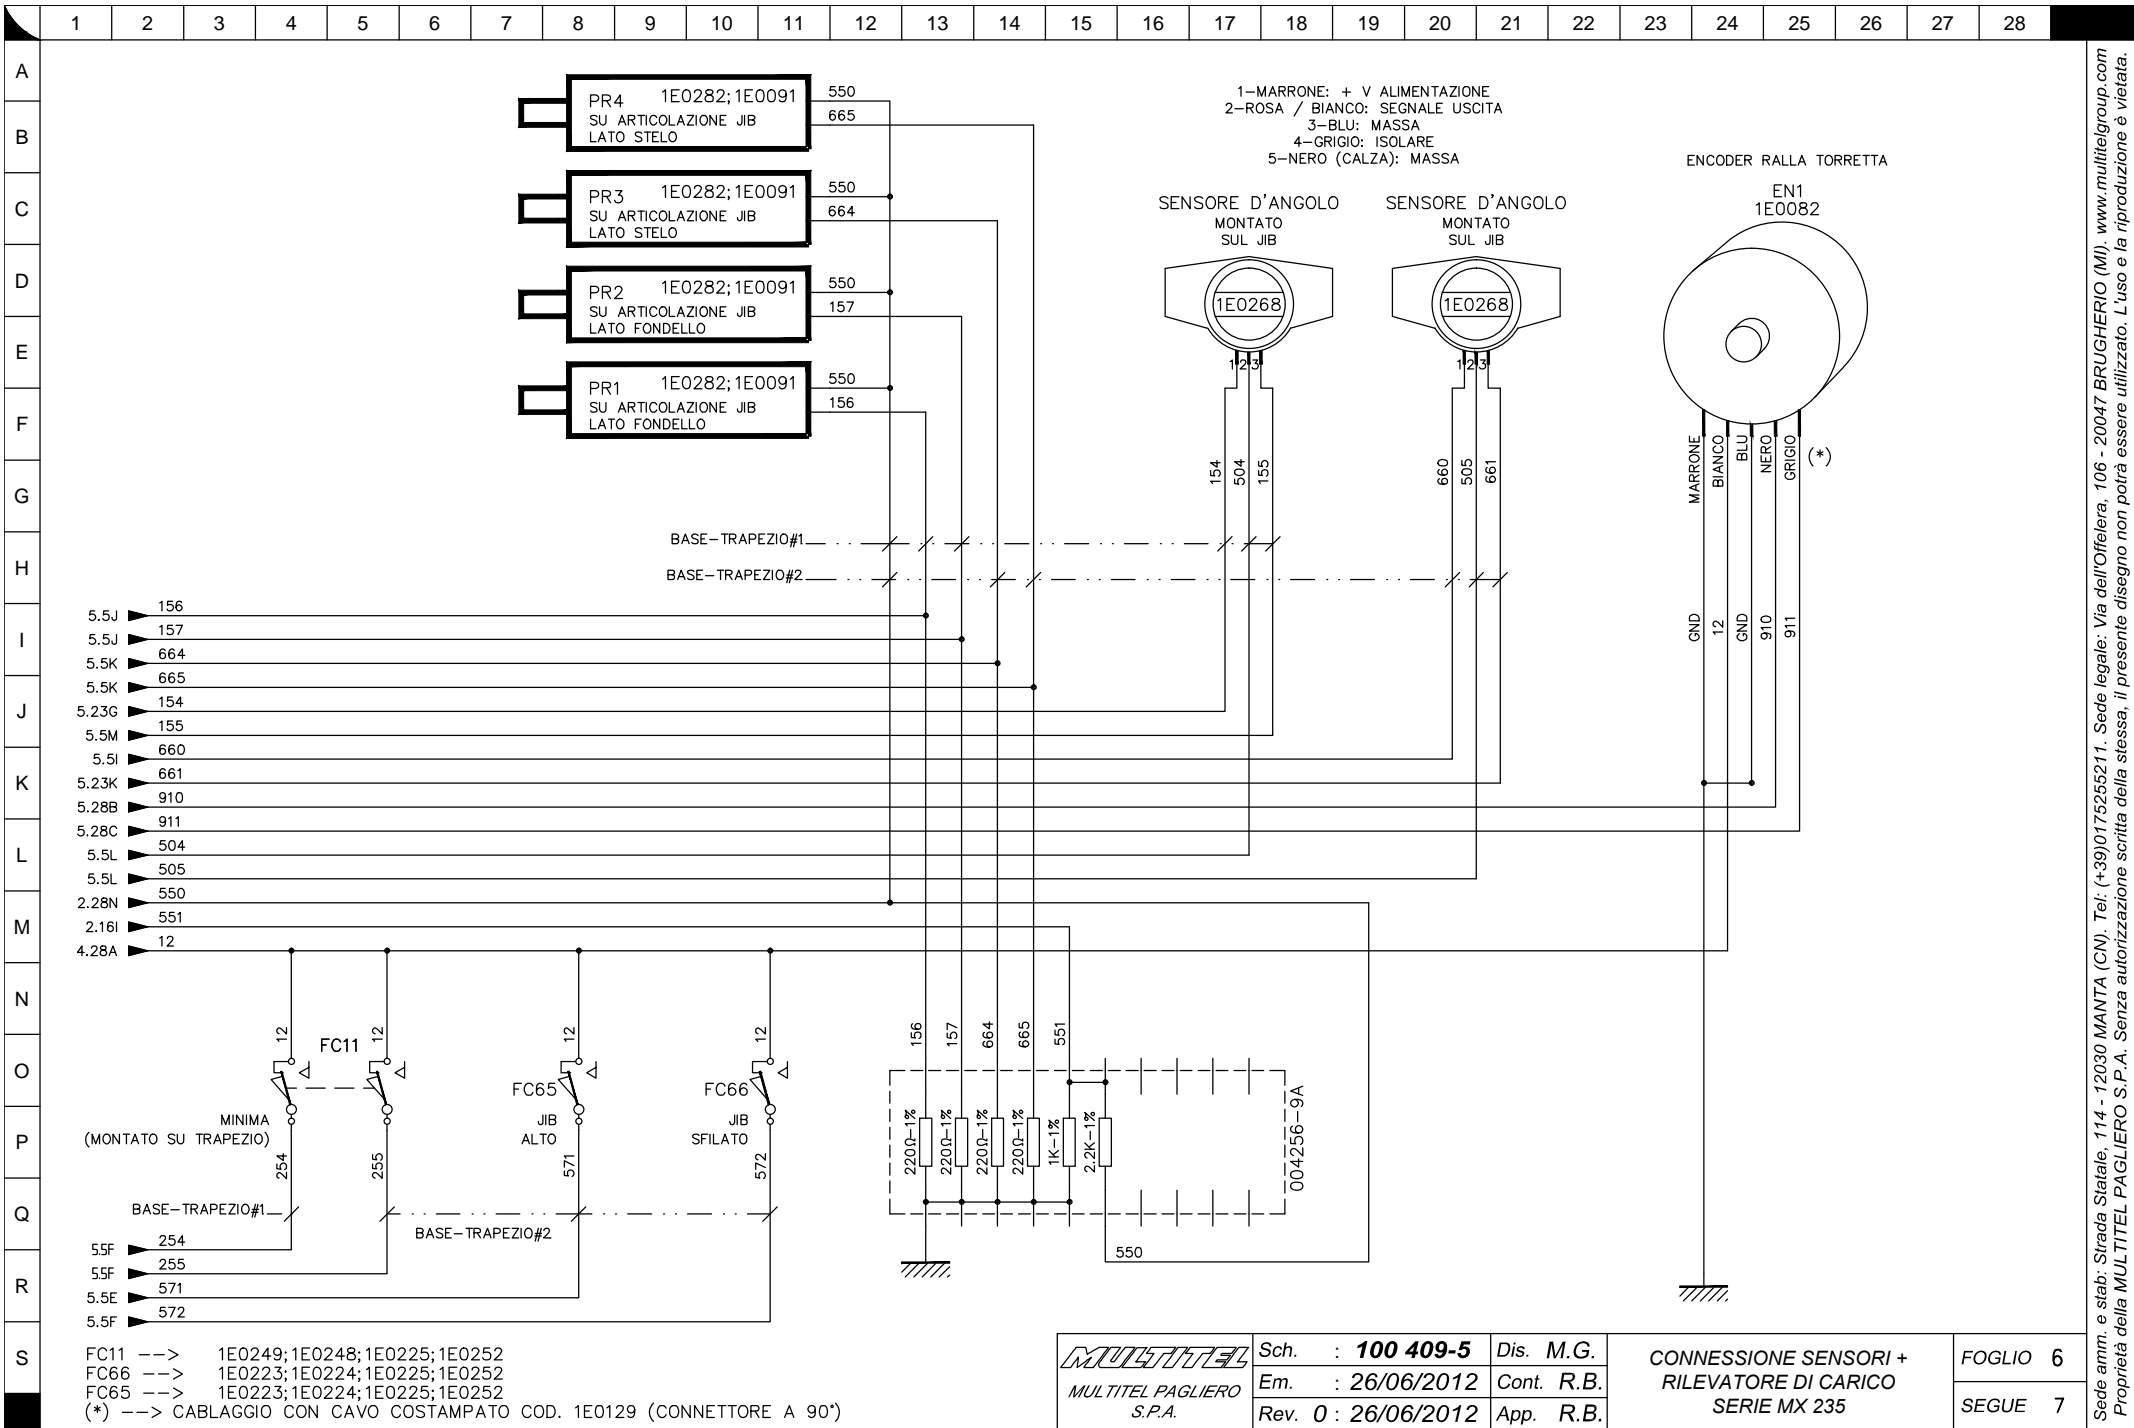 1 2 3 4 5 6 7 8 9 10 11 12 13 14 15 16 17 18 19 20 21 22 23 24 25 26 27 28
A
B
C
D
E
F
G
H
I
J
K
L
M
N
O
P
Q
R
S
PR4 1E0282;1E0091
SU ARTICOLAZIONE JIB
LATO STELO
550
665
PR3 1E0282;1E0091
SU ARTICOLAZIONE JIB
LATO STELO
550
664
PR2 1E0282;1E0091
SU ARTICOLAZIONE JIB
LATO FONDELLO
550
157
PR1 1E0282;1E0091
SU ARTICOLAZIONE JIB
LATO FONDELLO
550
156
1-MARRONE: + V ALIMENTAZIONE
2-ROSA / BIANCO: SEGNALE USCITA
3-BLU: MASSA
4-GRIGIO: ISOLARE
5-NERO (CALZA): MASSA
SENSORE D'ANGOLO
MONTATO
SUL JIB
1E0268
1 2 3
154
504
155
SENSORE D'ANGOLO
MONTATO
SUL JIB
1E0268
1 2 3
660
505
661
ENCODER RALLA TORRETTA
EN1
1E0082
MARRONE
BIANCO
BLU
NERO
GRIGIO
(*)
GND
12
GND
910
911
BASE-TRAPEZIO#1
BASE-TRAPEZIO#2
5.5J 156
5.5J 157
5.5K 664
5.5K 665
5.23G 154
5.5M 155
5.5I 660
5.23K 661
5.28B 910
5.28C 911
5.5L 504
5.5L 505
2.28N 550
2.16I 551
4.28A 12
12
FC11
12
12
12
MINIMA
(MONTATO SU TRAPEZIO)
FC65
JIB
ALTO
FC66
JIB
SFILATO
254
255
571
572
BASE-TRAPEZIO#1
BASE-TRAPEZIO#2
5.5F 254
5.5F 255
5.5E 571
5.5F 572
156
157
664
665
551
220Ω-1%
220Ω-1%
220Ω-1%
220Ω-1%
1K-1%
2.2K-1%
004256-9A
550
FC11 --> 1E0249;1E0248;1E0225;1E0252
FC66 --> 1E0223;1E0224;1E0225;1E0252
FC65 --> 1E0223;1E0224;1E0225;1E0252
(*) --> CABLAGGIO CON CAVO COSTAMPATO COD. 1E0129 (CONNETTORE A 90°)
MULTITEL
MULTITEL PAGLIERO
S.P.A.
Sch. : 100 409-5
Em. : 26/06/2012
Rev. 0 : 26/06/2012
Dis. M.G.
Cont. R.B.
App. R.B.
CONNESSIONE SENSORI +
RILEVATORE DI CARICO
SERIE MX 235
FOGLIO 6
SEGUE 7
Sede amm. e stab: Strada Statale, 114 - 12030 MANTA (CN). Tel: (+39)0175255211. Sede legale: Via dell'Offelera, 106 - 20047 BRUGHERIO (MI). www.multitelgroup.com
Proprietà della MULTITEL PAGLIERO S.P.A. Senza autorizzazione scritta della stessa, il presente disegno non potrà essere utilizzato. L'uso e la riproduzione è vietata.